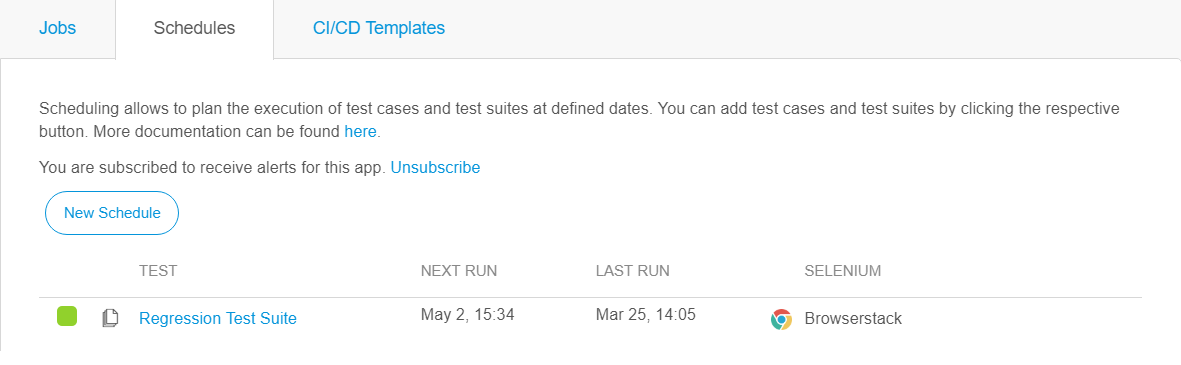 Jobs Schedules CI/CD Templates
Scheduling allows to plan the execution of test cases and test suites at defined dates. You can add test cases and test suites by clicking the respective
button. More documentation can be found here.
You are subscribed to receive alerts for this app. Unsubscribe
New Schedule
TEST NEXT RUN LAST RUN SELENIUM
Regression Test Suite May 2, 15:34 Mar 25, 14:05 Browserstack